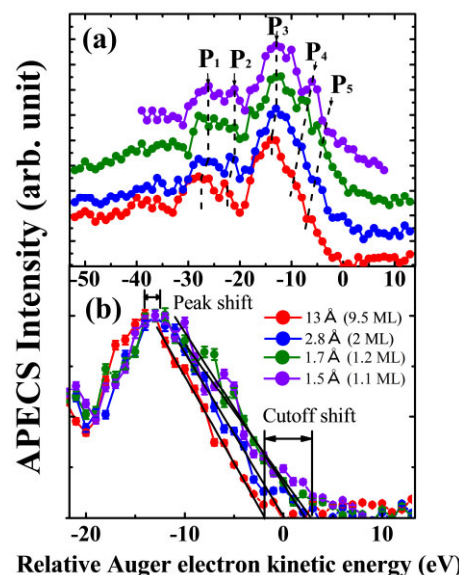 (a)
P₁ P₂ P₃ P₄ P₅
-50 -40 -30 -20 -10 0 10
(b)
Peak shift
13 Å (9.5 ML)
2.8 Å (2 ML)
1.7 Å (1.2 ML)
1.5 Å (1.1 ML)
Cutoff shift
-20 -10 0 10
Relative Auger electron kinetic energy (eV)
APECS Intensity (arb. unit)